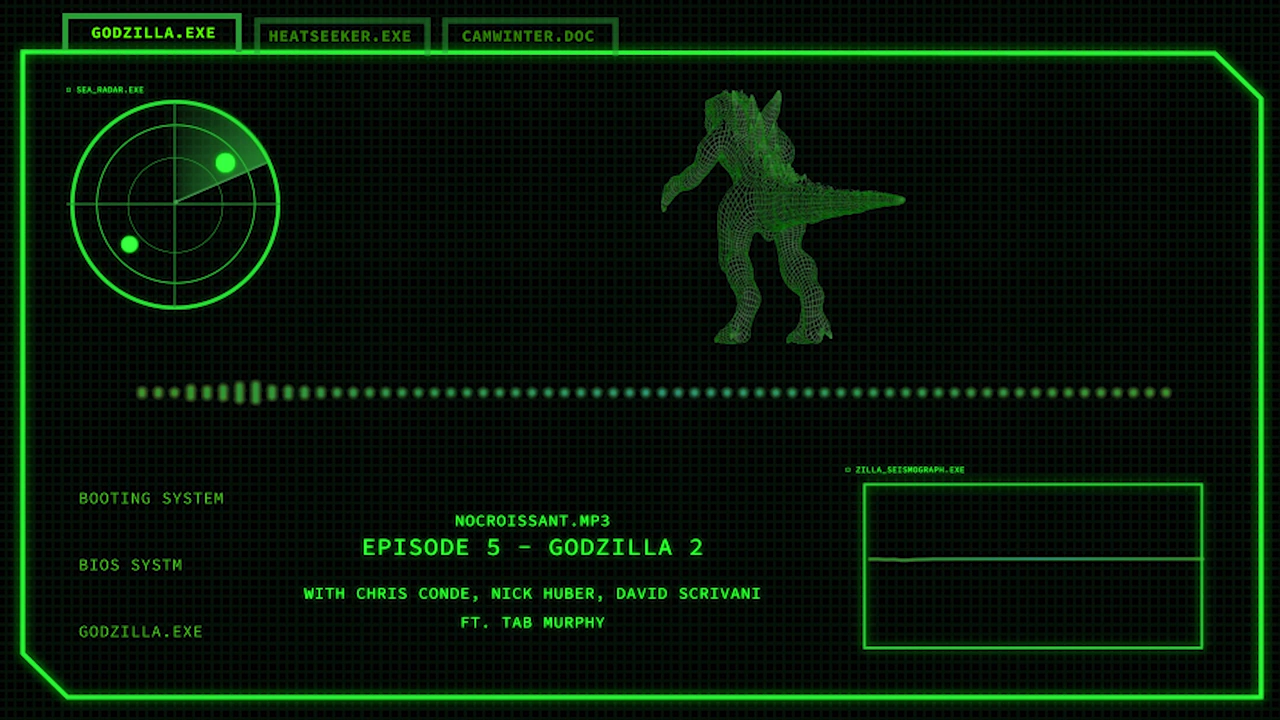 GODZILLA.EXE
HEATSEEKER.EXE
CAMWINTER.DOC
SEA_RADAR.EXE
ZILLA_SEISMOGRAPH.EXE
BOOTING SYSTEM
BIOS SYSTM
GODZILLA.EXE
NOCROISSANT.MP3
EPISODE 5 - GODZILLA 2
WITH CHRIS CONDE, NICK HUBER, DAVID SCRIVANI
FT. TAB MURPHY